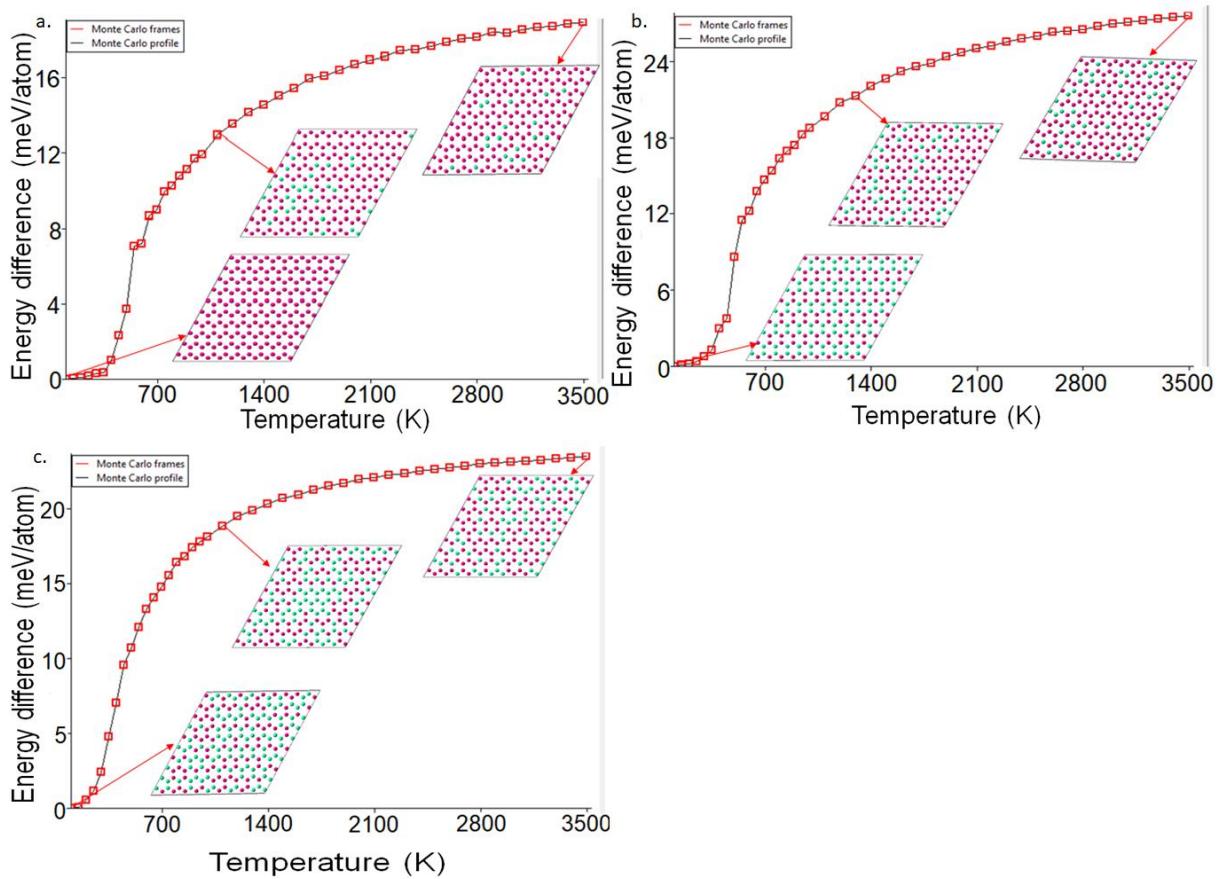 a.
Monte Carlo frames
Monte Carlo profile
16
12
8
4
0
Energy difference (meV/atom)
700 1400 2100 2800 3500
Temperature (K)
b.
Monte Carlo frames
Monte Carlo profile
24
18
12
6
0
Energy difference (meV/atom)
700 1400 2100 2800 3500
Temperature (K)
c.
Monte Carlo frames
Monte Carlo profile
20
15
10
5
0
Energy difference (meV/atom)
700 1400 2100 2800 3500
Temperature (K)